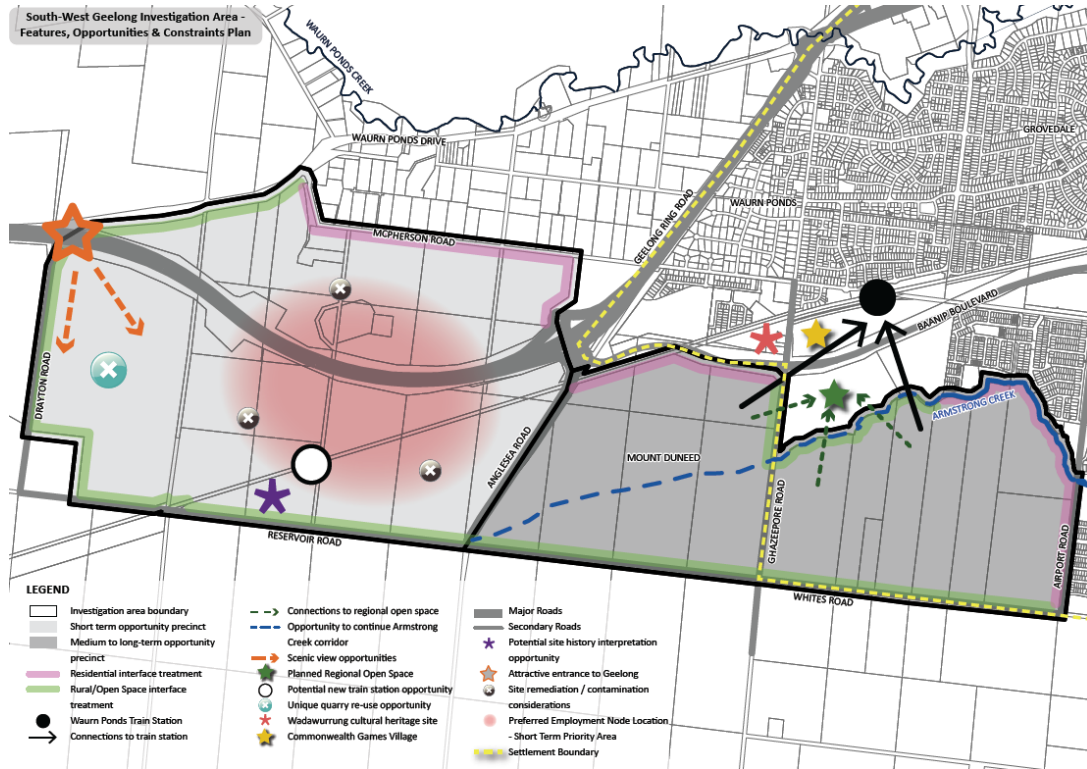 South-West Geelong Investigation Area -
Features, Opportunities & Constraints Plan
WAURN PONDS CREEK
WAURN PONDS DRIVE
GROVEDALE
WAURN PONDS
GEELONG RING ROAD
MCPHERSON ROAD
BAANIP BOULEVARD
DRAYTON ROAD
ARMSTRONG CREEK
ANGLESEA ROAD
MOUNT DUNEED
GHAZEEPORE ROAD
AIRPORT ROAD
RESERVOIR ROAD
WHITES ROAD
LEGEND
Investigation area boundary
Short term opportunity precinct
Medium to long-term opportunity
precinct
Residential interface treatment
Rural/Open Space interface
treatment
Waurn Ponds Train Station
Connections to train station
Connections to regional open space
Opportunity to continue Armstrong
Creek corridor
Scenic view opportunities
Planned Regional Open Space
Potential new train station opportunity
Unique quarry re-use opportunity
Wadawurrung cultural heritage site
Commonwealth Games Village
Major Roads
Secondary Roads
Potential site history interpretation
opportunity
Attractive entrance to Geelong
Site remediation / contamination
considerations
Preferred Employment Node Location
- Short Term Priority Area
Settlement Boundary